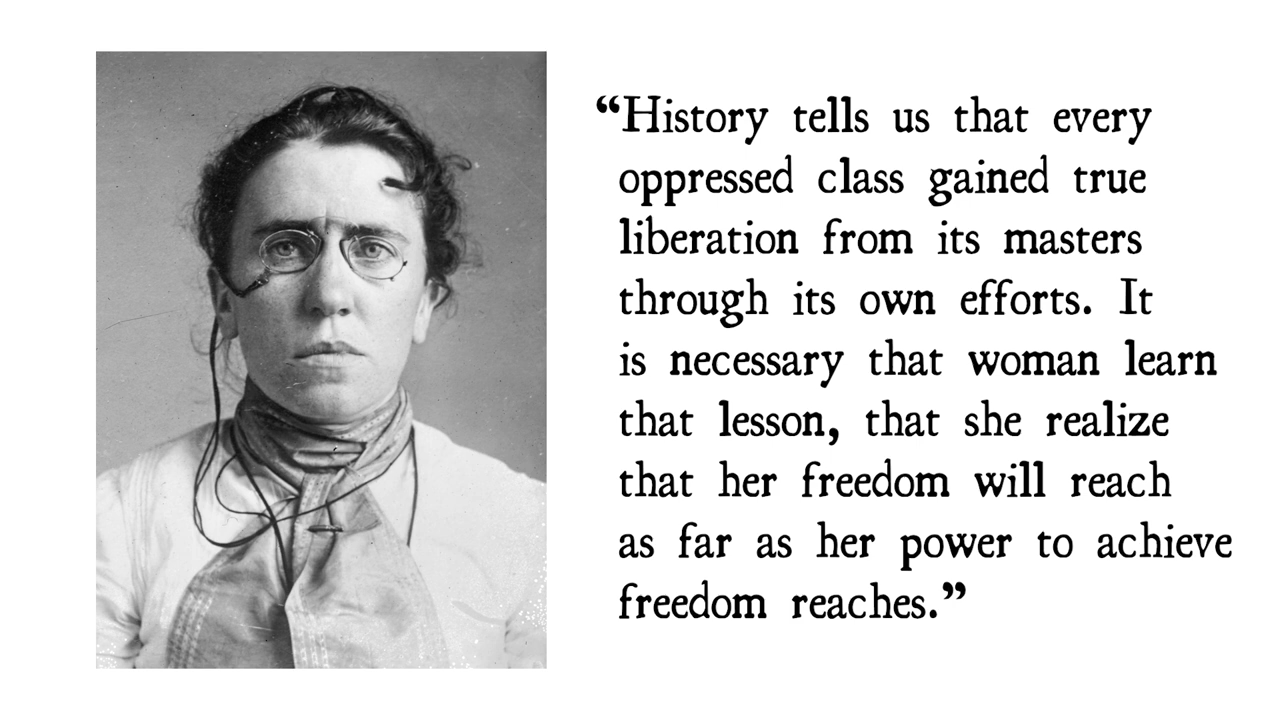 “History tells us that every
oppressed class gained true
liberation from its masters
through its own efforts. It
is necessary that woman learn
that lesson, that she realize
that her freedom will reach
as far as her power to achieve
freedom reaches.”